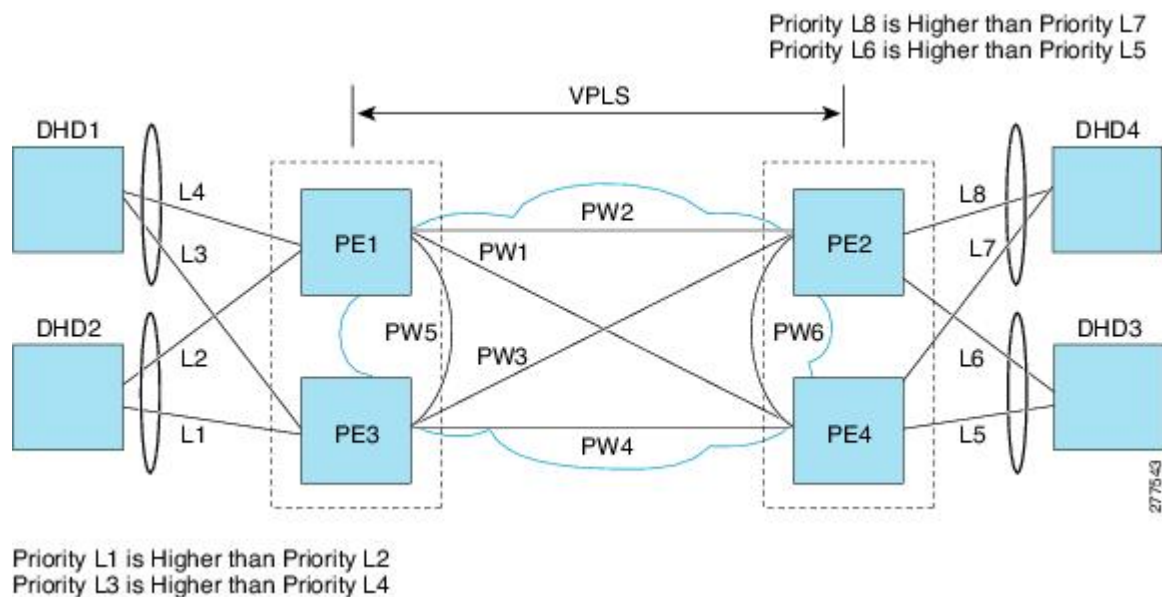 Priority L8 is Higher than Priority L7
Priority L6 is Higher than Priority L5
VPLS
DHD1
DHD4
L4
PW2
L8
L3
PE1
PW1
PE2
L7
DHD2
PW5
PW6
DHD3
L2
PW3
L6
L1
PE3
PW4
PE4
L5
277543
Priority L1 is Higher than Priority L2
Priority L3 is Higher than Priority L4